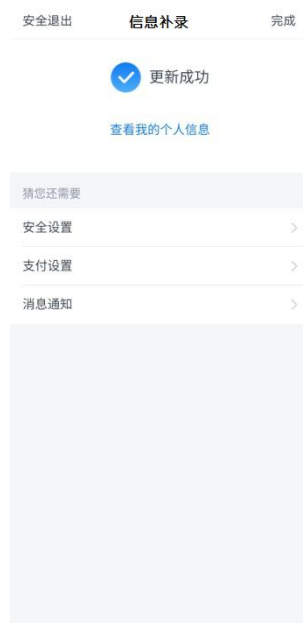 安全退出 信息补录 完成
更新成功
查看我的个人信息
猜您还需要
安全设置
支付设置
消息通知